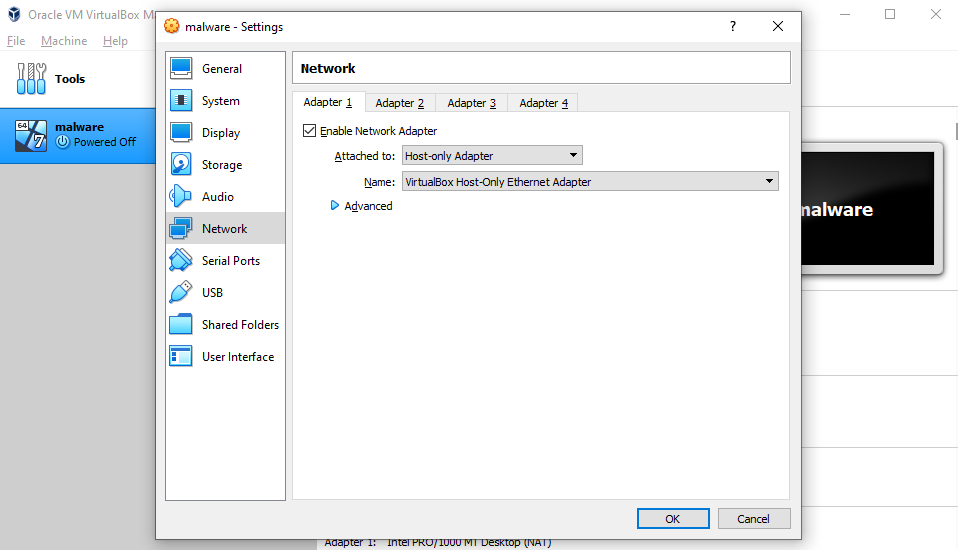 Oracle VM VirtualBox Ma
File Machine Help
Tools
64
7
malware
Powered Off
malware - Settings
?
General
System
Display
Storage
Audio
Network
Serial Ports
USB
Shared Folders
User Interface
Network
Adapter 1 Adapter 2 Adapter 3 Adapter 4
Enable Network Adapter
Attached to: Host-only Adapter
Name: VirtualBox Host-Only Ethernet Adapter
Advanced
OK Cancel
malware
Adapter 1: Intel PRO/1000 MT Desktop (NAT)